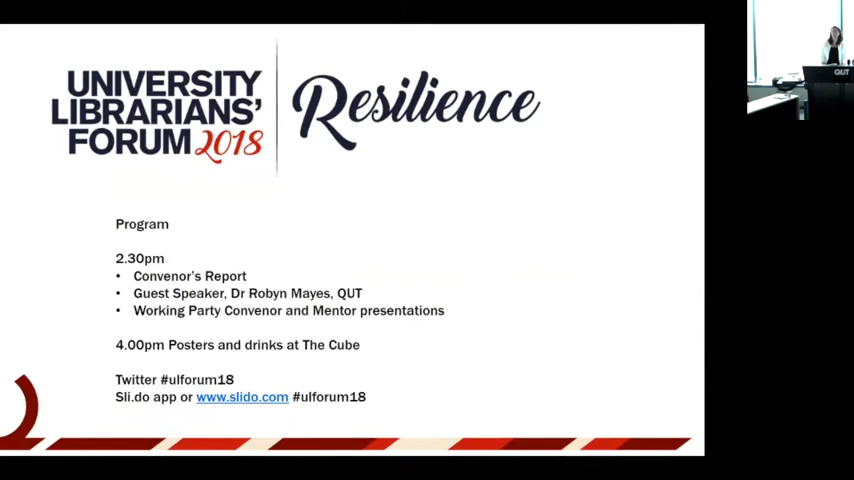 UNIVERSITY
LIBRARIANS'
FORUM 2018
Resilience
Program
2.30pm
• Convenor's Report
• Guest Speaker, Dr Robyn Mayes, QUT
• Working Party Convenor and Mentor presentations
4.00pm Posters and drinks at The Cube
Twitter #ulforum18
Sli.do app or www.slido.com #ulforum18
QUT